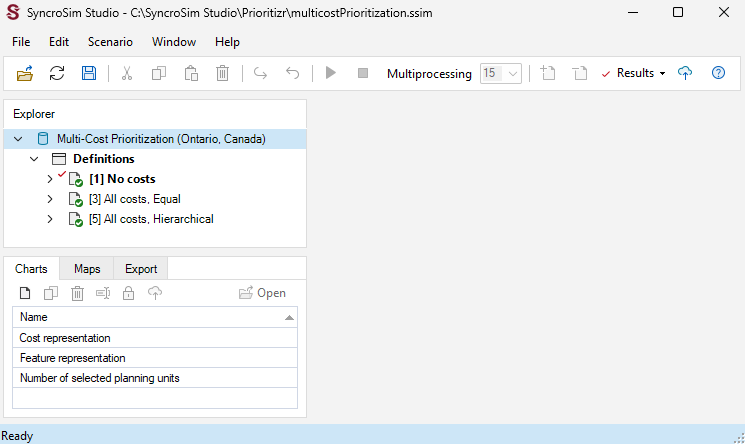 SyncroSim Studio - C:\SyncroSim Studio\Prioritizr\multicostPrioritization.ssim
File Edit Scenario Window Help
Multiprocessing 15 Results
Explorer
Multi-Cost Prioritization (Ontario, Canada)
Definitions
[1] No costs
[3] All costs, Equal
[5] All costs, Hierarchical
Charts Maps Export
Open
Name
Cost representation
Feature representation
Number of selected planning units
Ready